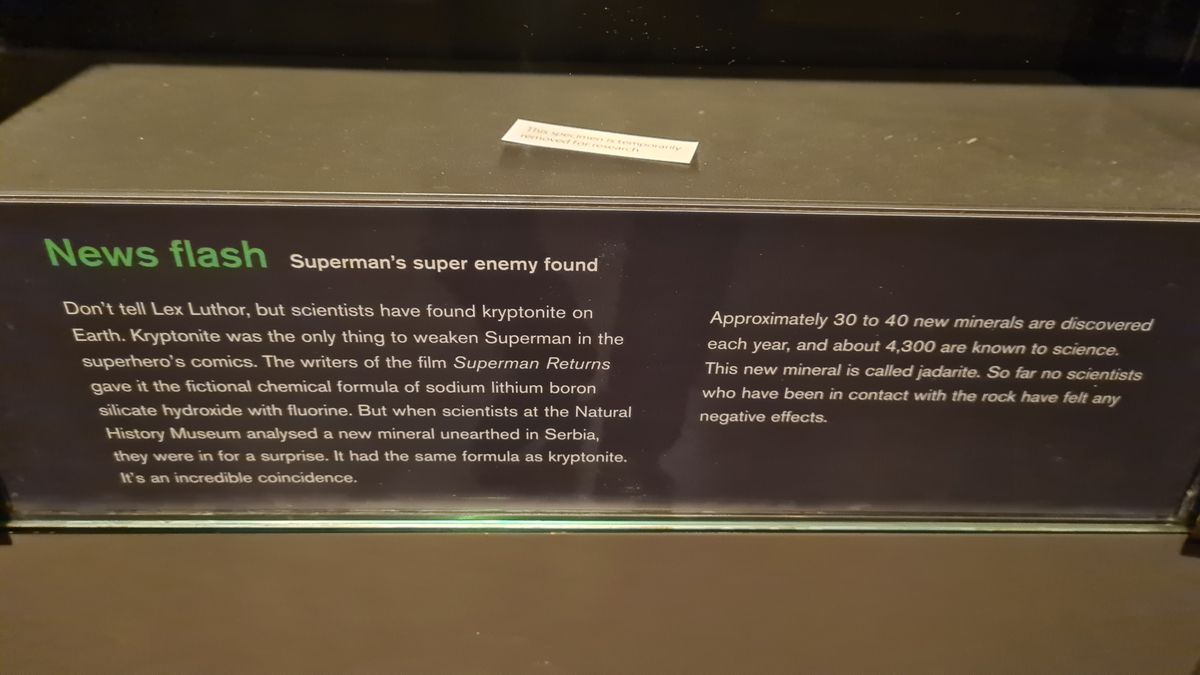 This specimen is temporarily
removed for research
News flash Superman's super enemy found
Don't tell Lex Luthor, but scientists have found kryptonite on
Earth. Kryptonite was the only thing to weaken Superman in the
superhero's comics. The writers of the film Superman Returns
gave it the fictional chemical formula of sodium lithium boron
silicate hydroxide with fluorine. But when scientists at the Natural
History Museum analysed a new mineral unearthed in Serbia,
they were in for a surprise. It had the same formula as kryptonite.
It's an incredible coincidence.
Approximately 30 to 40 new minerals are discovered
each year, and about 4,300 are known to science.
This new mineral is called jadarite. So far no scientists
who have been in contact with the rock have felt any
negative effects.